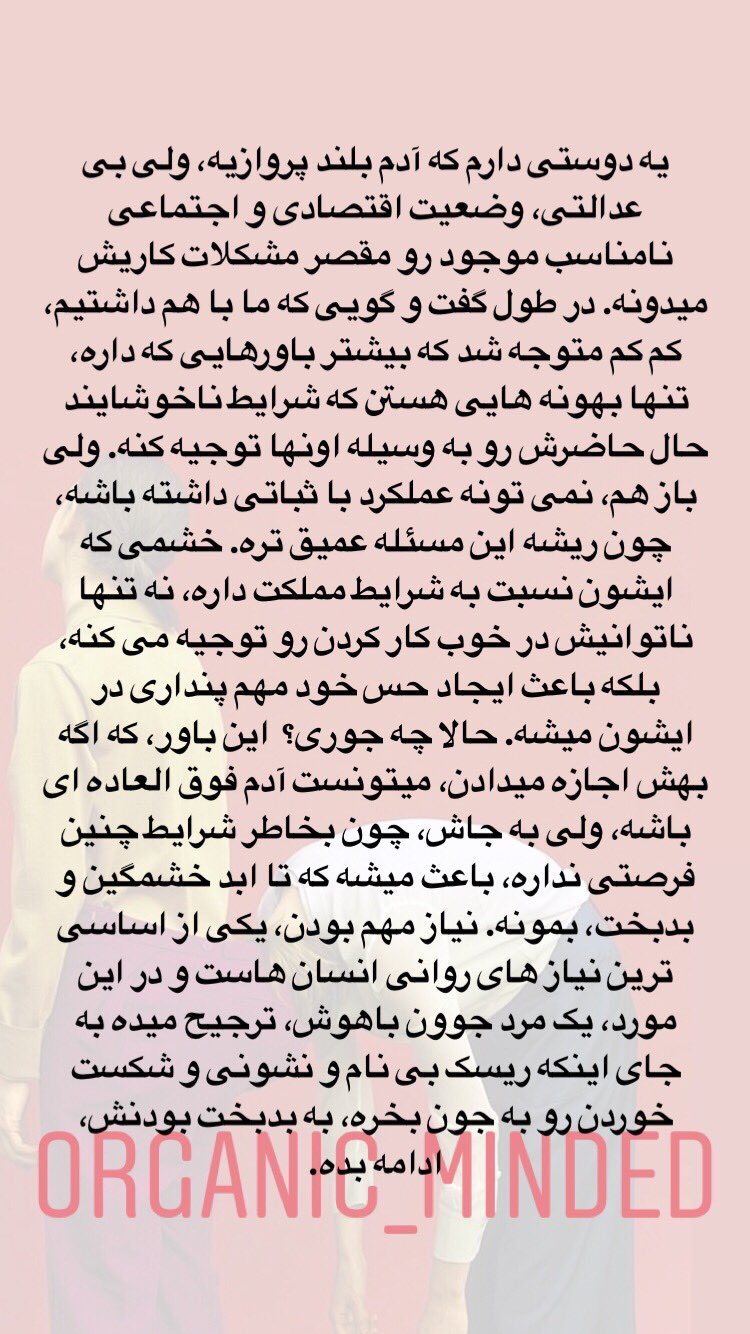 یه دوستی دارم که آدم بلند پروازیه، ولی بی
عدالتی، وضعیت اقتصادی و اجتماعی
نامناسب موجود رو مقصر مشکلات کاریش
میدونه. در طول گفت و گویی که ما با هم داشتیم،
کم کم متوجه شد که بیشتر باورهایی که داره،
تنها بهونه هایی هستن که شرایط ناخوشایند
حال حاضرش رو به وسیله اونها توجیه کنه. ولی
باز هم، نمی تونه عملکرد با ثباتی داشته باشه،
چون ریشه این مسئله عمیق تره. خشمی که
ایشون نسبت به شرایط مملکت داره، نه تنها
ناتوانیش در خوب کار کردن رو توجیه می کنه،
بلکه باعث ایجاد حس خود مهم پنداری در
ایشون میشه. حالا چه جوری؟ این باور، که اگه
بهش اجازه میدادن، میتونست آدم فوق العاده ای
باشه، ولی به جاش، چون بخاطر شرایط چنین
فرصتی نداره، باعث میشه که تا ابد خشمگین و
بدبخت، بمونه. نیاز مهم بودن، یکی از اساسی
ترین نیاز های روانی انسان هاست و در این
مورد، یک مرد جوون باهوش، ترجیح میده به
جای اینکه ریسک بی نام و نشونی و شکست
خوردن رو به جون بخره، به بدبخت بودنش،
ادامه بده.
ORGANIC_MINDED